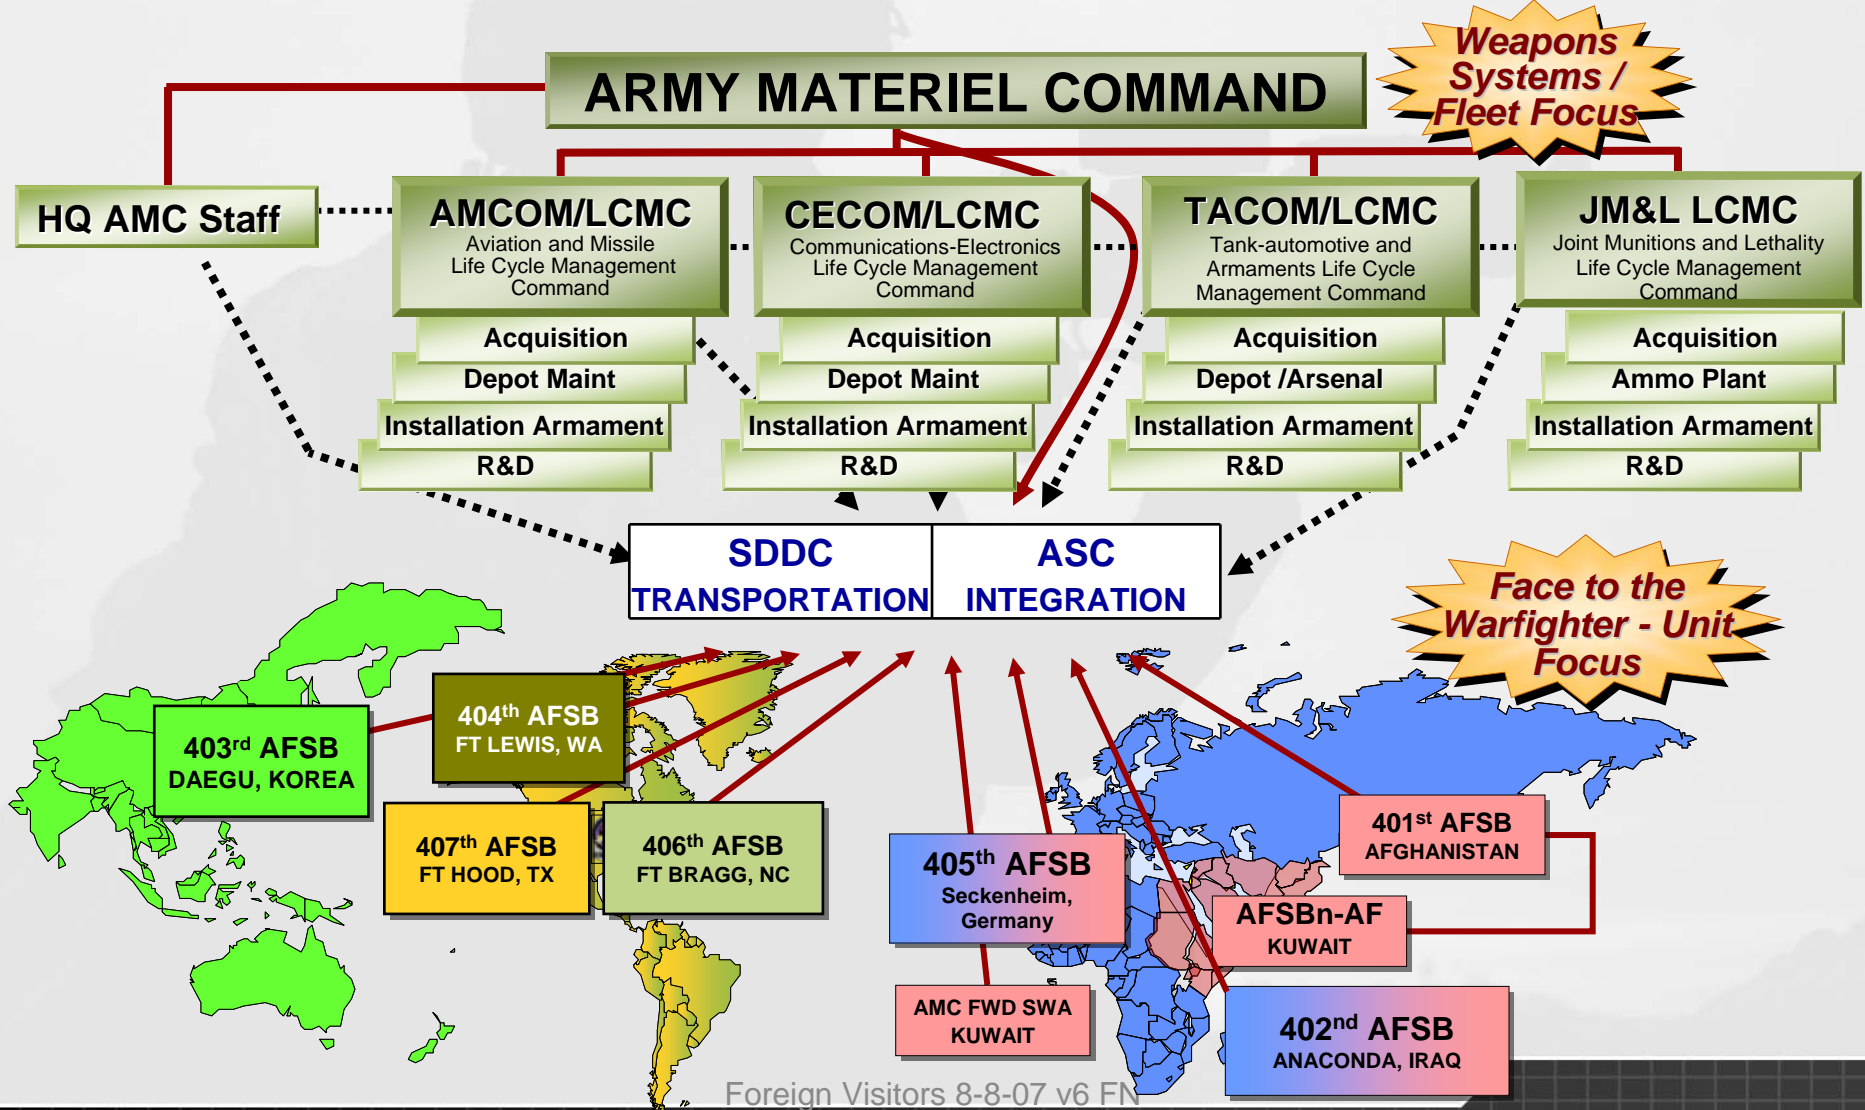 ARMY MATERIEL COMMAND
Weapons
Systems /
Fleet Focus
HQ AMC Staff
AMCOM/LCMC
Aviation and Missile
Life Cycle Management
Command
Acquisition
Depot Maint
Installation Armament
R&D
CECOM/LCMC
Communications-Electronics
Life Cycle Management
Command
Acquisition
Depot Maint
Installation Armament
R&D
TACOM/LCMC
Tank-automotive and
Armaments Life Cycle
Management Command
Acquisition
Depot /Arsenal
Installation Armament
R&D
JM&L LCMC
Joint Munitions and Lethality
Life Cycle Management
Command
Acquisition
Ammo Plant
Installation Armament
R&D
SDDC
TRANSPORTATION
ASC
INTEGRATION
Face to the
Warfighter - Unit
Focus
403rd AFSB
DAEGU, KOREA
404th AFSB
FT LEWIS, WA
407th AFSB
FT HOOD, TX
406th AFSB
FT BRAGG, NC
405th AFSB
Seckenheim,
Germany
401st AFSB
AFGHANISTAN
AFSBn-AF
KUWAIT
AMC FWD SWA
KUWAIT
402nd AFSB
ANACONDA, IRAQ
Foreign Visitors 8-8-07 v6 FN